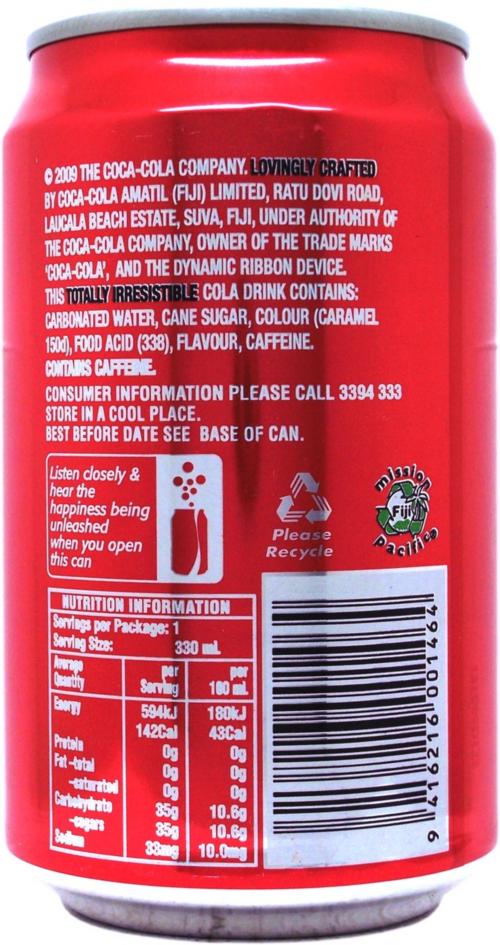 © 2009 THE COCA-COLA COMPANY. LOVINGLY CRAFTED
BY COCA-COLA AMATIL (FIJI) LIMITED, RATU DOVI ROAD,
LAUCALA BEACH ESTATE, SUVA, FIJI, UNDER AUTHORITY OF
THE COCA-COLA COMPANY, OWNER OF THE TRADE MARKS
'COCA-COLA', AND THE DYNAMIC RIBBON DEVICE.
THIS TOTALLY IRRESISTIBLE COLA DRINK CONTAINS:
CARBONATED WATER, CANE SUGAR, COLOUR (CARAMEL
150d), FOOD ACID (338), FLAVOUR, CAFFEINE.
CONTAINS CAFFEINE.
CONSUMER INFORMATION PLEASE CALL 3394 333
STORE IN A COOL PLACE.
BEST BEFORE DATE SEE BASE OF CAN.
Listen closely &
hear the
happiness being
unleashed
when you open
this can
Please
Recycle
mission
Fiji
pacific
NUTRITION INFORMATION
Servings per Package: 1
Serving Size: 330 mL
Average Quantity per Serving per 100 mL
Energy 594kJ 180kJ
142Cal 43Cal
Protein 0g 0g
Fat -total 0g 0g
-saturated 0g 0g
Carbohydrate 35g 10.6g
-sugars 35g 10.6g
Sodium 33mg 10.0mg
9 416216 001464